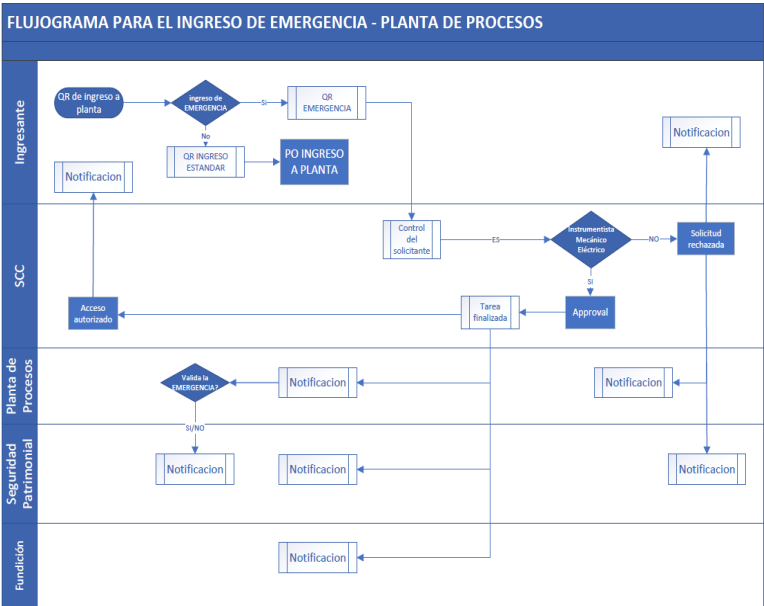 FLUJOGRAMA PARA EL INGRESO DE EMERGENCIA - PLANTA DE PROCESOS
Ingresante
QR de ingreso a
planta
ingreso de
EMERGENCIA
SI
QR
EMERGENCIA
No
QR INGRESO
ESTANDAR
PO INGRESO
A PLANTA
Notificacion
Notificacion
SCC
Control
del
solicitante
ES
Instrumentista
Mecánico
Eléctrico
NO
Solicitud
rechazada
SI
Approval
Tarea
finalizada
Acceso
autorizado
Planta de
Procesos
Valida la
EMERGENCIA?
SI/NO
Notificacion
Notificacion
Seguridad
Patrimonial
Notificacion
Notificacion
Notificacion
Fundición
Notificacion